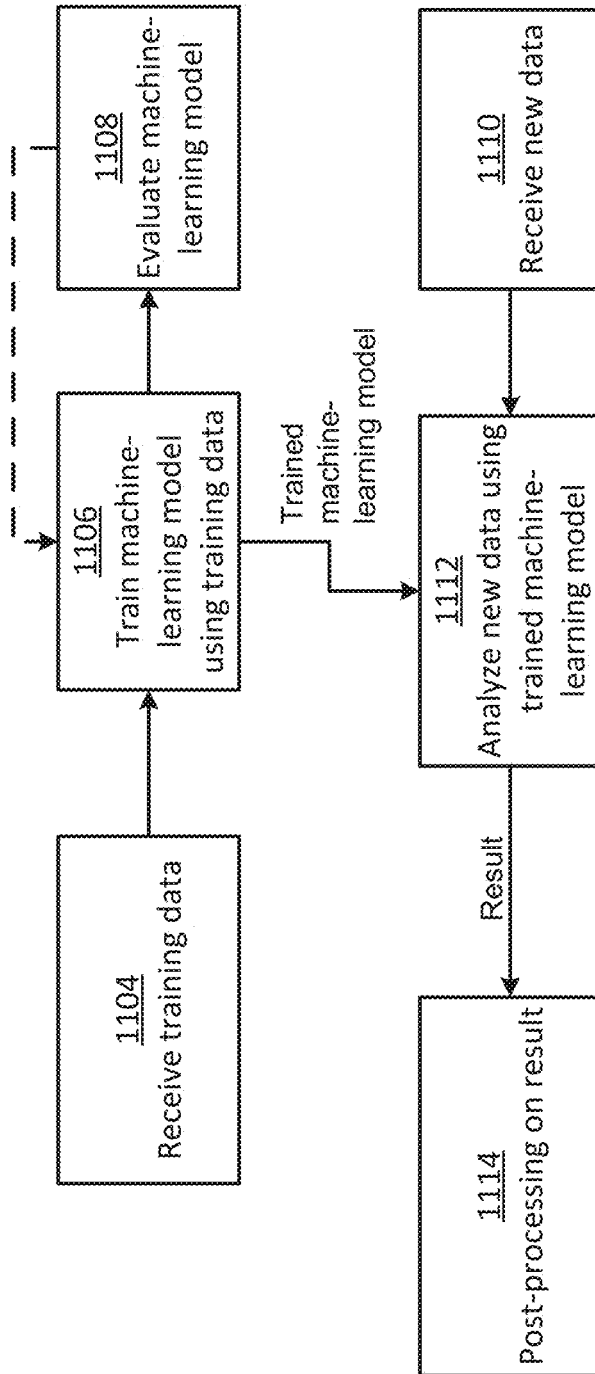 1104
Receive training data
1106
Train machine-
learning model
using training data
1108
Evaluate machine-
learning model
Trained
machine-
learning model
1110
Receive new data
1112
Analyze new data using
trained machine-
learning model
Result
1114
Post-processing on result